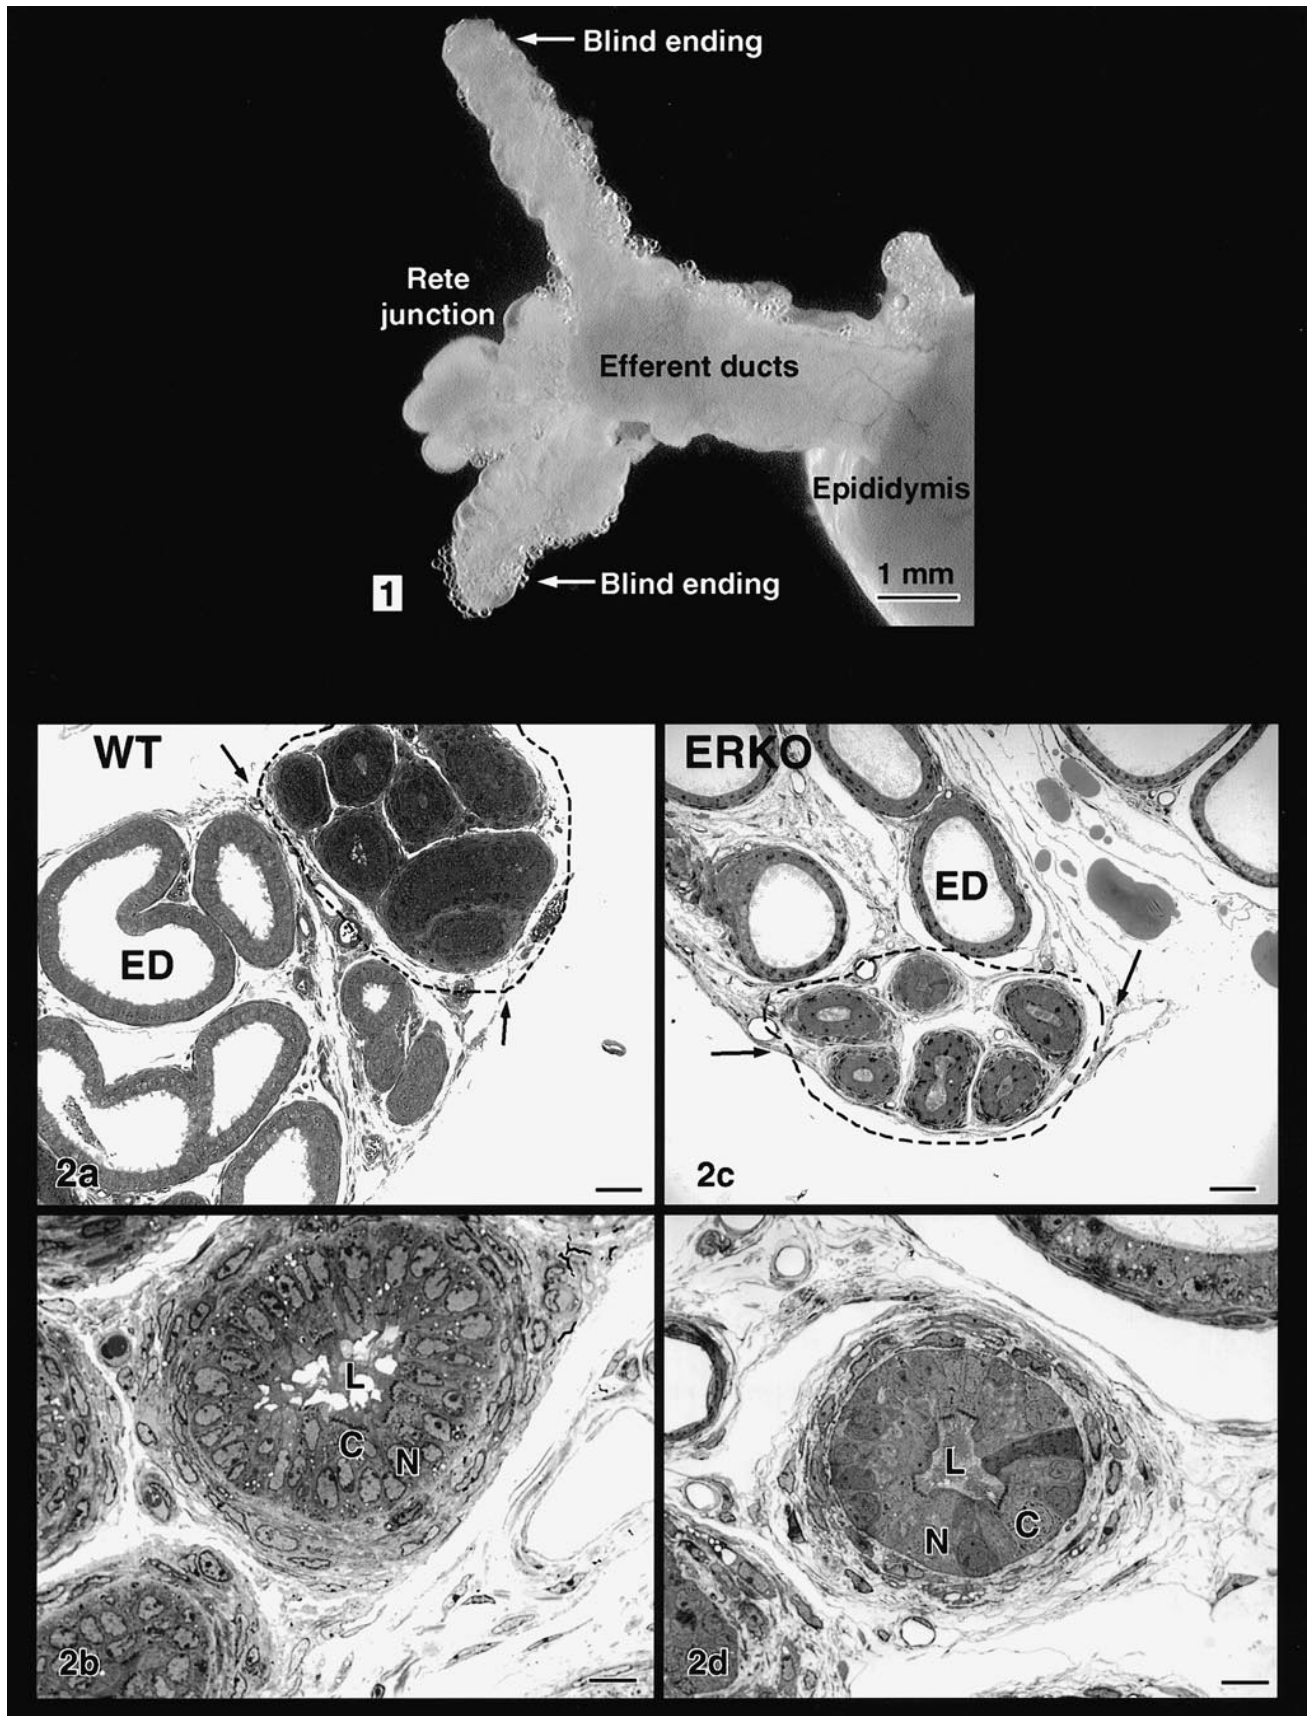 Blind ending
Rete
junction
Efferent ducts
Epididymis
1 mm
Blind ending
1
WT
ED
2a
ERKO
ED
2c
L
C
N
2b
L
N
C
2d